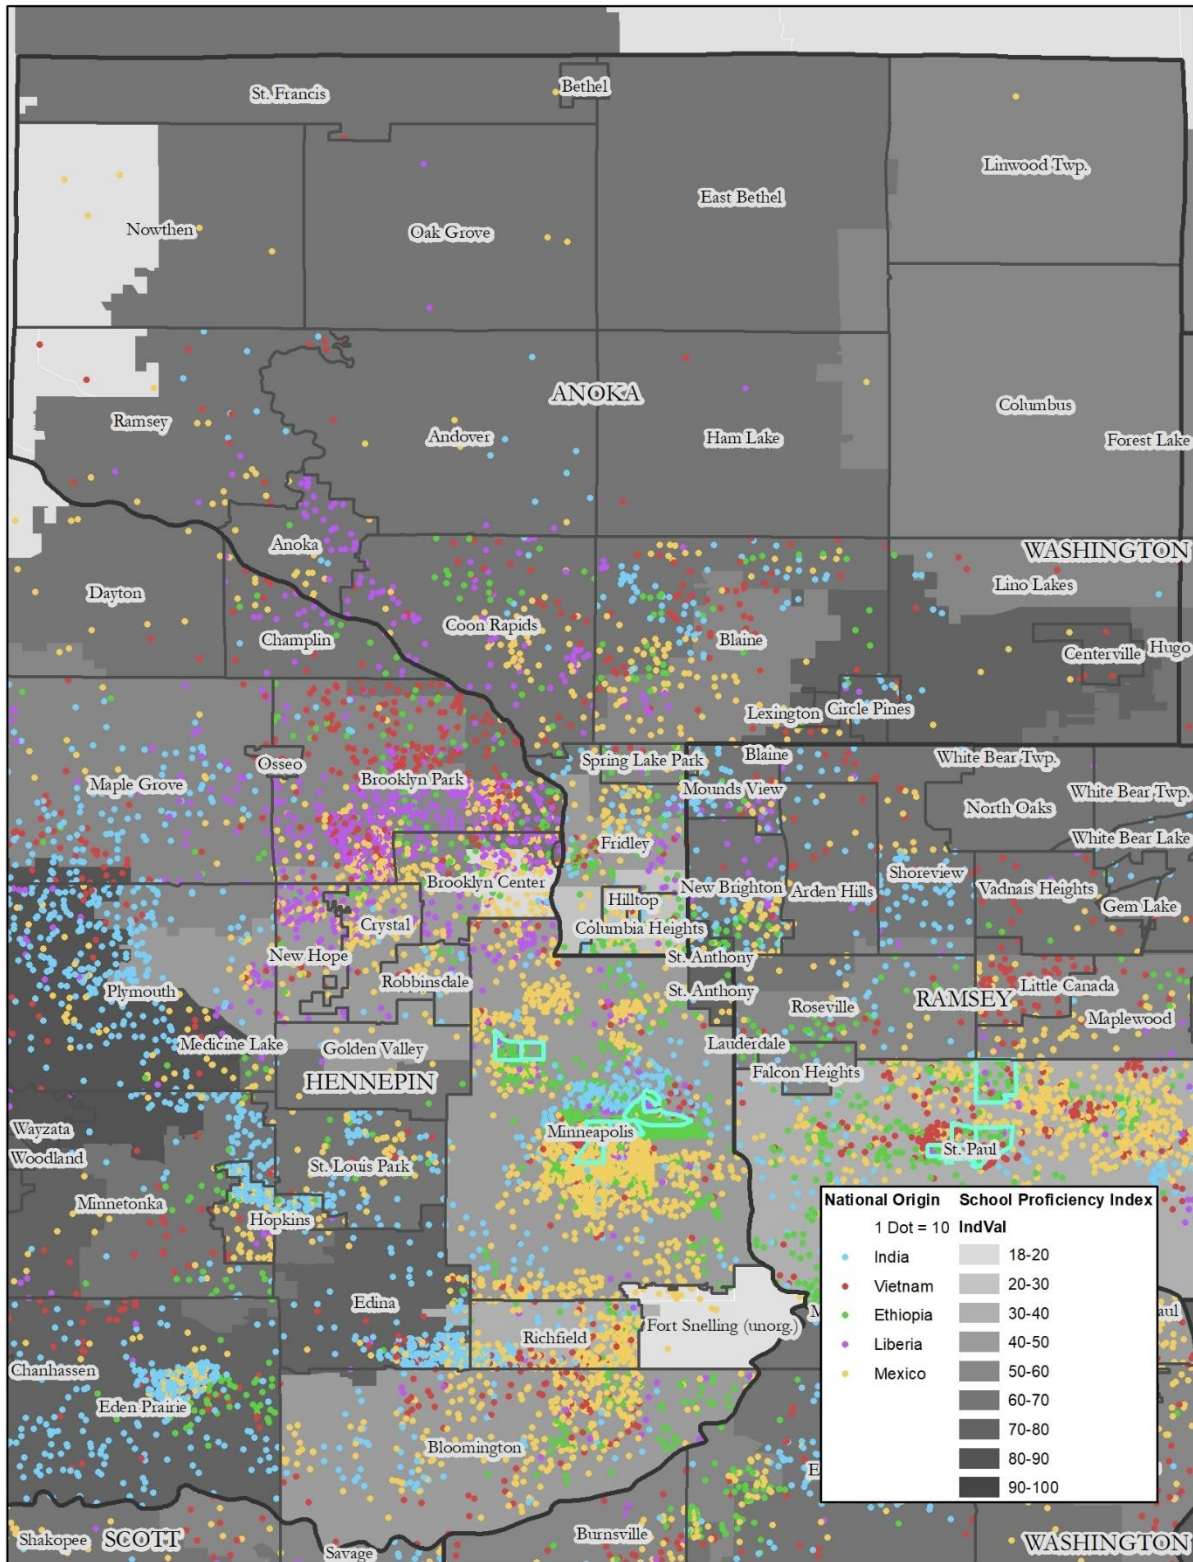 St. Francis
Bethel
Linwood Twp.
East Bethel
Nowthen
Oak Grove
ANOKA
Columbus
Ramsey
Andover
Ham Lake
Forest Lake
Anoka
WASHINGTON
Lino Lakes
Dayton
Coon Rapids
Blaine
Champlin
Centerville
Hugo
Lexington
Circle Pines
Osseo
Spring Lake Park
Blaine
White Bear Twp.
Maple Grove
Brooklyn Park
Mounds View
North Oaks
White Bear Twp.
Fridley
White Bear Lake
Brooklyn Center
New Brighton
Arden Hills
Shoreview
Vadnais Heights
Hilltop
Gem Lake
Crystal
Columbia Heights
New Hope
St. Anthony
Robbinsdale
Plymouth
St. Anthony
Roseville
RAMSEY
Little Canada
Maplewood
Medicine Lake
Golden Valley
Lauderdale
Falcon Heights
HENNEPIN
Wayzata
Minneapolis
St. Paul
Woodland
St. Louis Park
Minnetonka
Hopkins
National Origin
School Proficiency Index
1 Dot = 10
IndVal
India
Vietnam
Ethiopia
Liberia
Mexico
18-20
20-30
30-40
40-50
50-60
60-70
70-80
80-90
90-100
Edina
Richfield
Fort Snelling (unorg.)
M
aul
Chanhassen
Eden Prairie
Bloomington
E
Shakopee
SCOTT
Savage
Burnsville
WASHINGTON